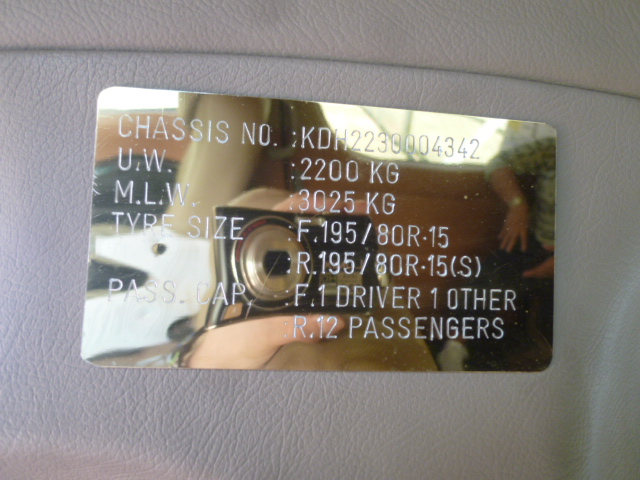 CHASSIS NO. :KDH2230004342
U.W. :2200 KG
M.L.W. :3025 KG
TYRE SIZE :F.195/80R·15
:R.195/80R·15(S)
PASS. CAP :F.1 DRIVER 1 OTHER
:R.12 PASSENGERS